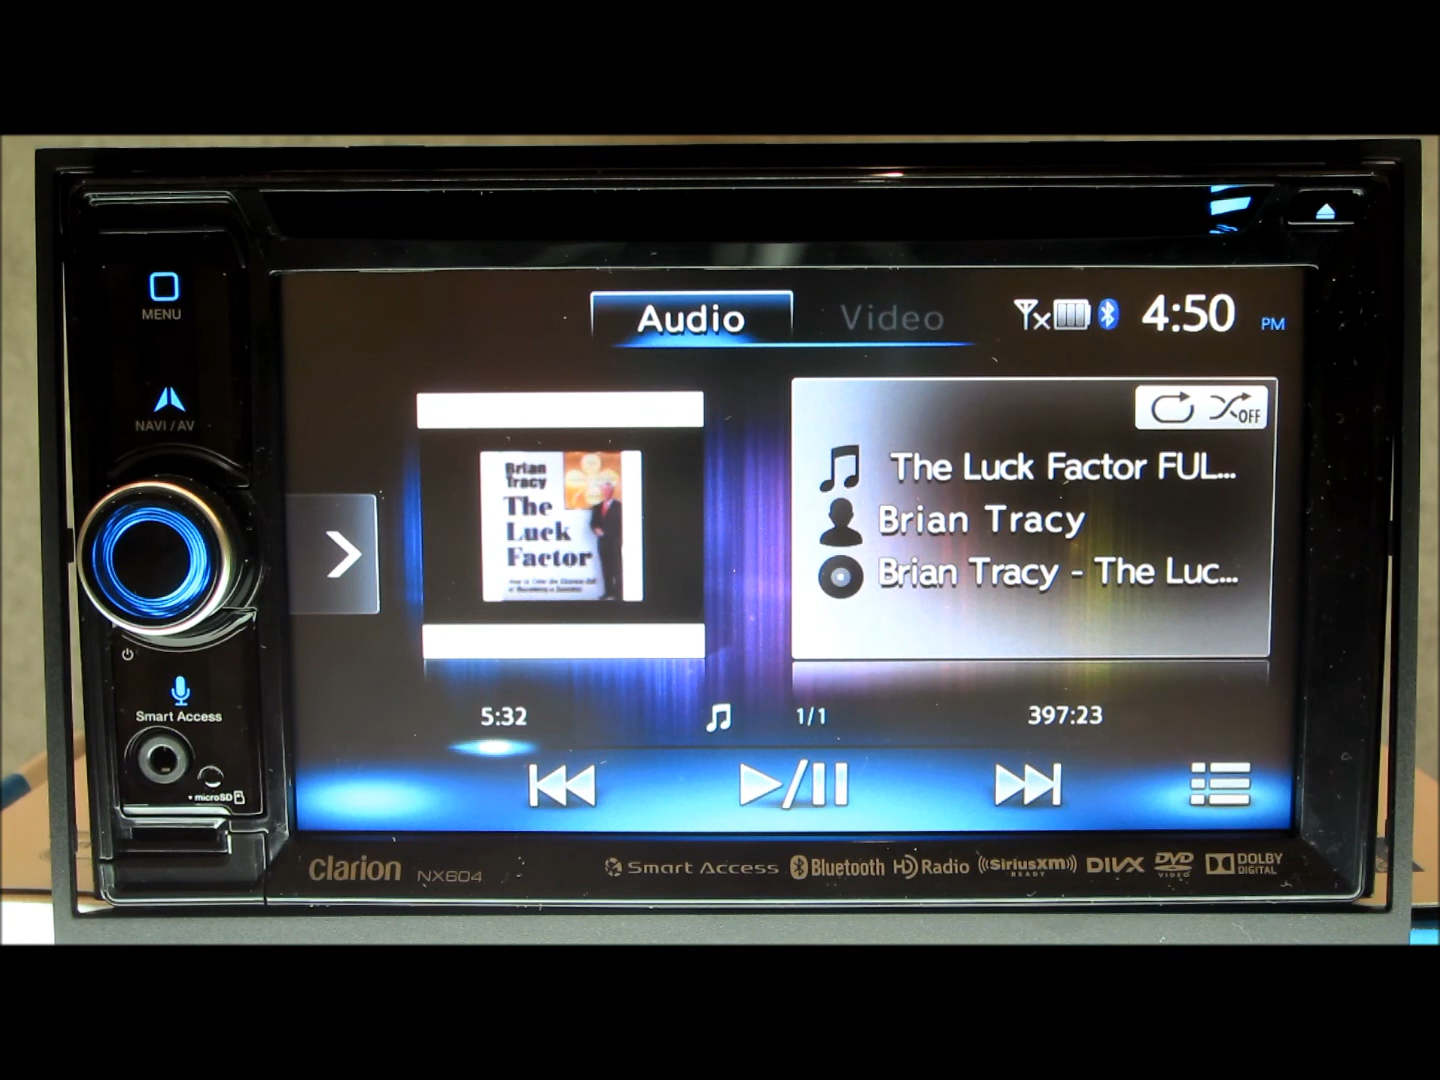 MENU
NAVI / AV
Smart Access
microSD
Audio
Video
4:50 PM
OFF
The Luck Factor FUL...
Brian Tracy
Brian Tracy - The Luc...
Brian
Tracy
The
Luck
Factor
5:32
1/1
397:23
clarion NX604
Smart Access Bluetooth HD Radio ((SiriusXM)) READY DIVX DVD VIDEO DOLBY DIGITAL